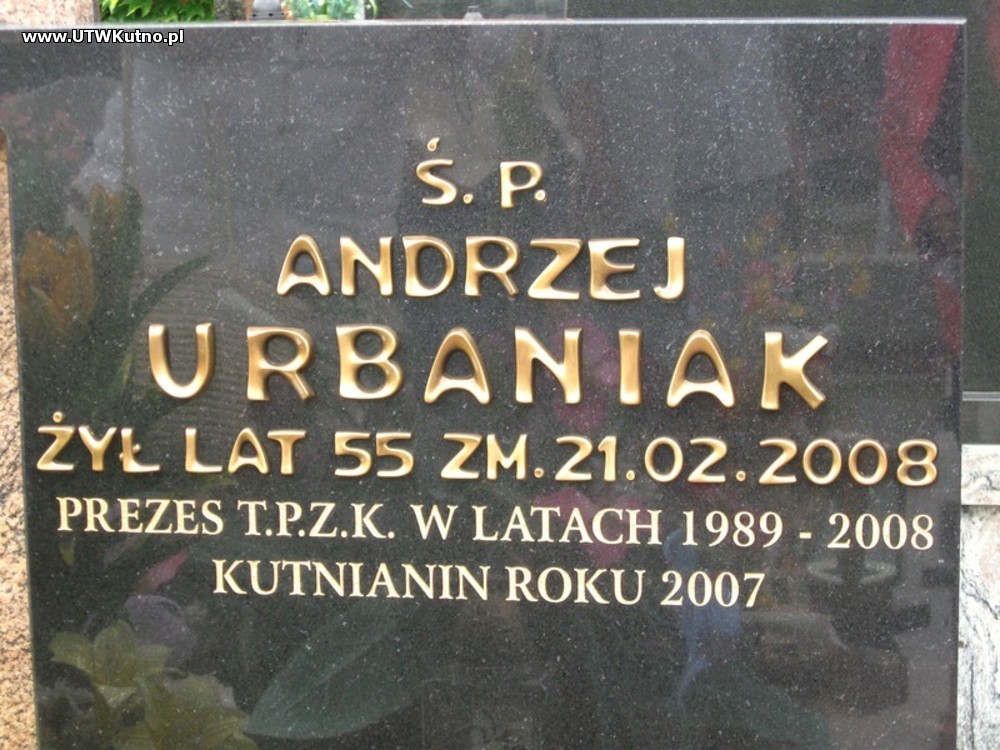 www.UTWKutno.pl
Ś. P.
ANDRZEJ
URBANIAK
ŻYŁ LAT 55 ZM. 21.02.2008
PREZES T.P.Z.K. W LATACH 1989 - 2008
KUTNIANIN ROKU 2007